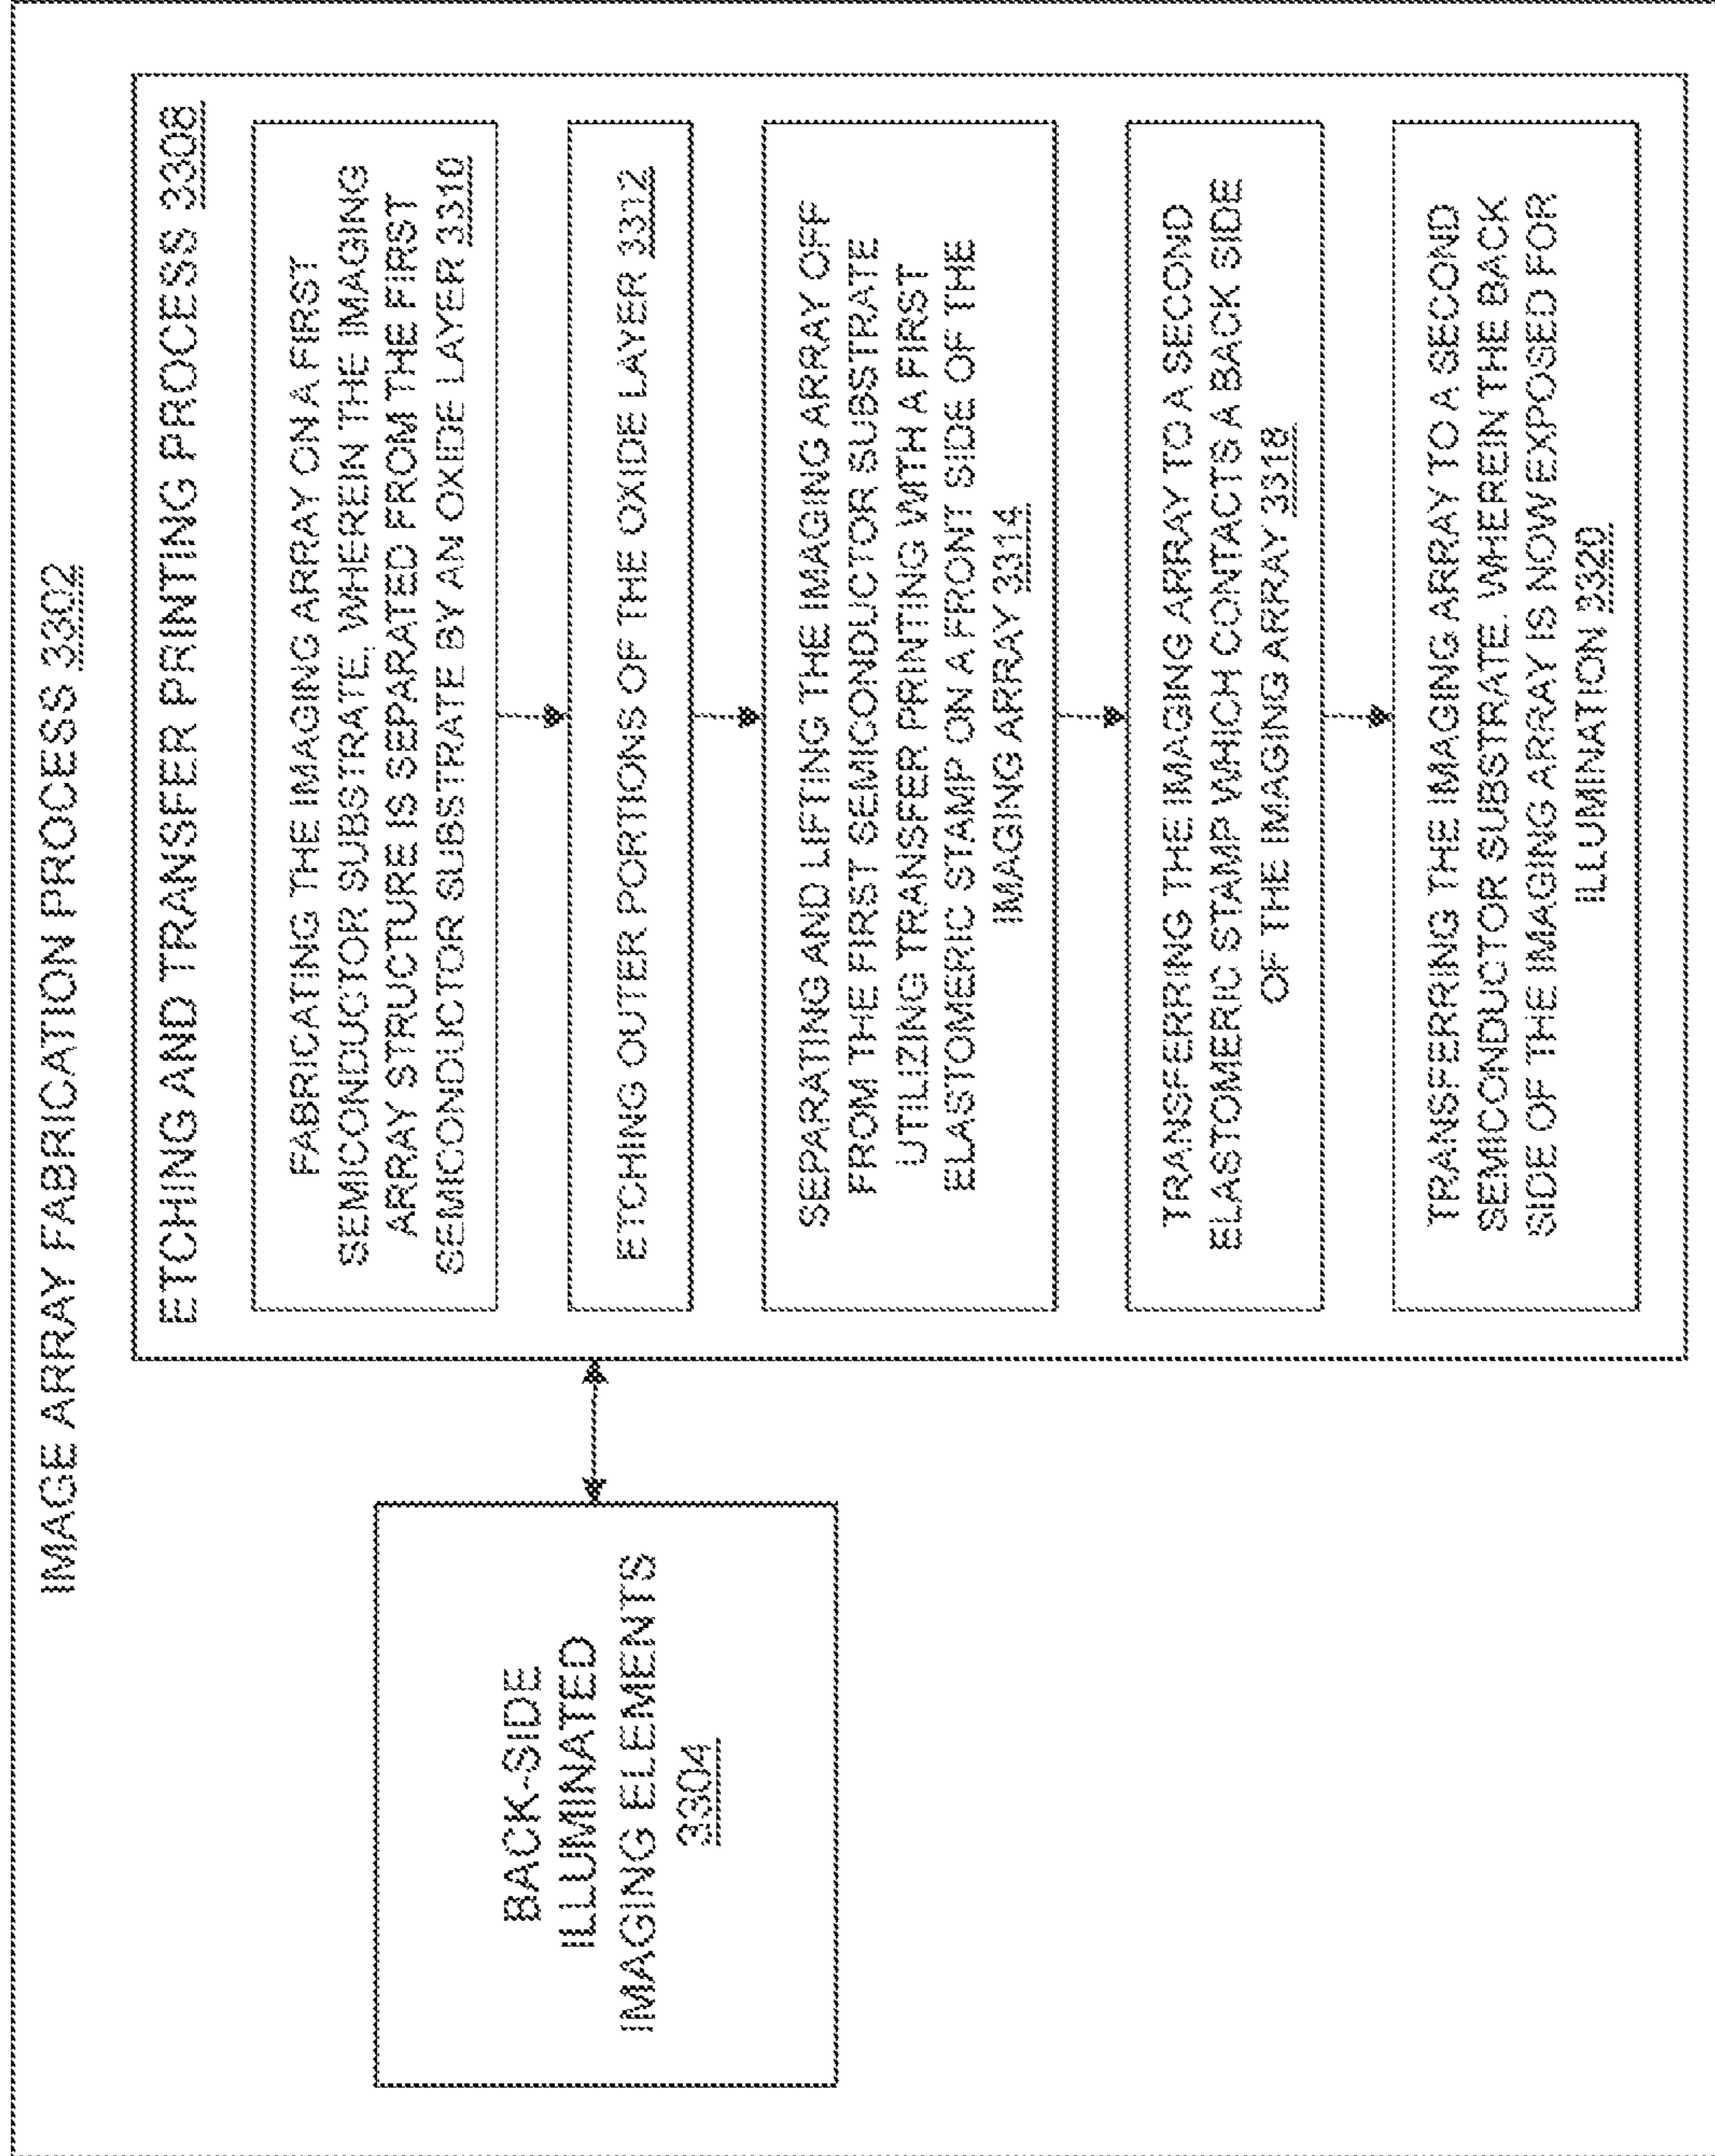 IMAGE ARRAY FABRICATION PROCESS 3302
BACK-SIDE
ILLUMINATED
IMAGING ELEMENTS
3304
ETCHING AND TRANSFER PRINTING PROCESS 3308
FABRICATING THE IMAGING ARRAY ON A FIRST
SEMICONDUCTOR SUBSTRATE, WHEREIN THE IMAGING
ARRAY STRUCTURE IS SEPARATED FROM THE FIRST
SEMICONDUCTOR SUBSTRATE BY AN OXIDE LAYER 3310
ETCHING OUTER PORTIONS OF THE OXIDE LAYER 3312
SEPARATING AND LIFTING THE IMAGING ARRAY OFF
FROM THE FIRST SEMICONDUCTOR SUBSTRATE
UTILIZING TRANSFER PRINTING WITH A FIRST
ELASTOMERIC STAMP ON A FRONT SIDE OF THE
IMAGING ARRAY 3314
TRANSFERRING THE IMAGING ARRAY TO A SECOND
ELASTOMERIC STAMP WHICH CONTACTS A BACK SIDE
OF THE IMAGING ARRAY 3318
TRANSFERRING THE IMAGING ARRAY TO A SECOND
SEMICONDUCTOR SUBSTRATE, WHEREIN THE BACK
SIDE OF THE IMAGING ARRAY IS NOW EXPOSED FOR
ILLUMINATION 3320